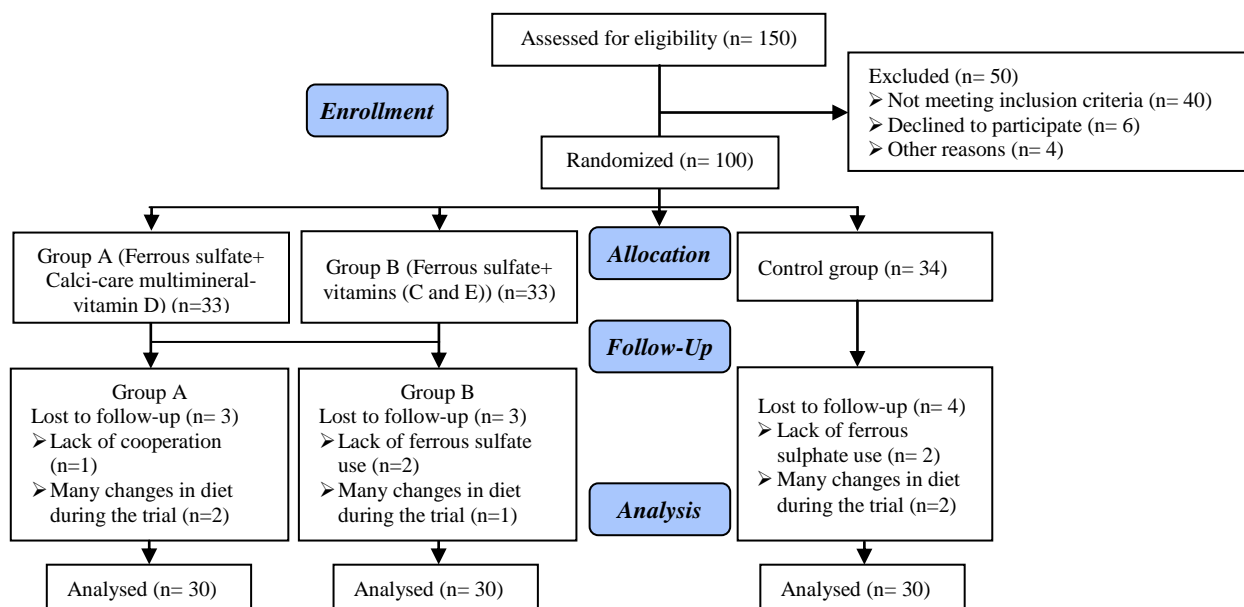 Assessed for eligibility (n= 150)
Excluded (n= 50)
➢ Not meeting inclusion criteria (n= 40)
➢ Declined to participate (n= 6)
➢ Other reasons (n= 4)
Enrollment
Randomized (n= 100)
Group A (Ferrous sulfate+
Calci-care multimineral-
vitamin D) (n=33)
Group B (Ferrous sulfate+
vitamins (C and E)) (n=33)
Allocation
Control group (n= 34)
Follow-Up
Group A
Lost to follow-up (n= 3)
➢ Lack of cooperation
(n=1)
➢ Many changes in diet
during the trial (n=2)
Group B
Lost to follow-up (n= 3)
➢ Lack of ferrous sulfate
use (n=2)
➢ Many changes in diet
during the trial (n=1)
Lost to follow-up (n= 4)
➢ Lack of ferrous
sulphate use (n= 2)
➢ Many changes in diet
during the trial (n=2)
Analysis
Analysed (n= 30)
Analysed (n= 30)
Analysed (n= 30)